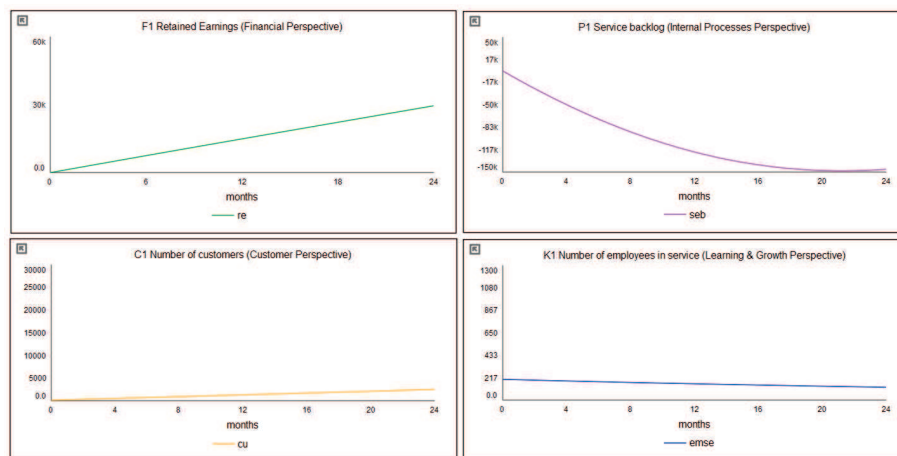 F1 Retained Earnings (Financial Perspective)
60k
30k
0.0
0 6 12 18 24
months
re
P1 Service backlog (Internal Processes Perspective)
50k
17k
-17k
-50k
-83k
-117k
-150k
0 4 8 12 16 20 24
months
seb
C1 Number of customers (Customer Perspective)
30000
25000
20000
15000
10000
5000
0.0
0 4 8 12 16 20 24
months
cu
K1 Number of employees in service (Learning & Growth Perspective)
1300
1080
867
650
433
217
0.0
0 4 8 12 16 20 24
months
emse